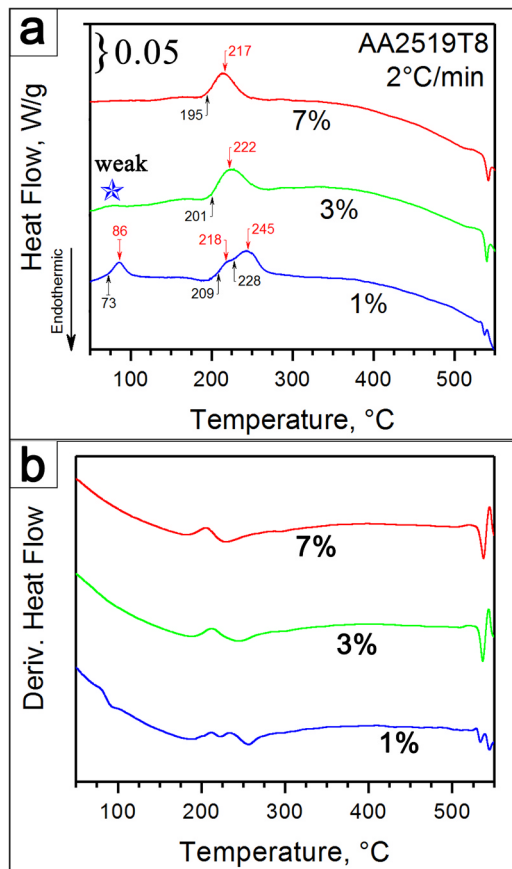 a
} 0.05
AA2519T8
2°C/min
217
195
7%
weak
222
201
3%
86
218
245
73
209
228
1%
Heat Flow, W/g
Endothermic
100 200 300 400 500
Temperature, °C
b
7%
3%
1%
Deriv. Heat Flow
100 200 300 400 500
Temperature, °C